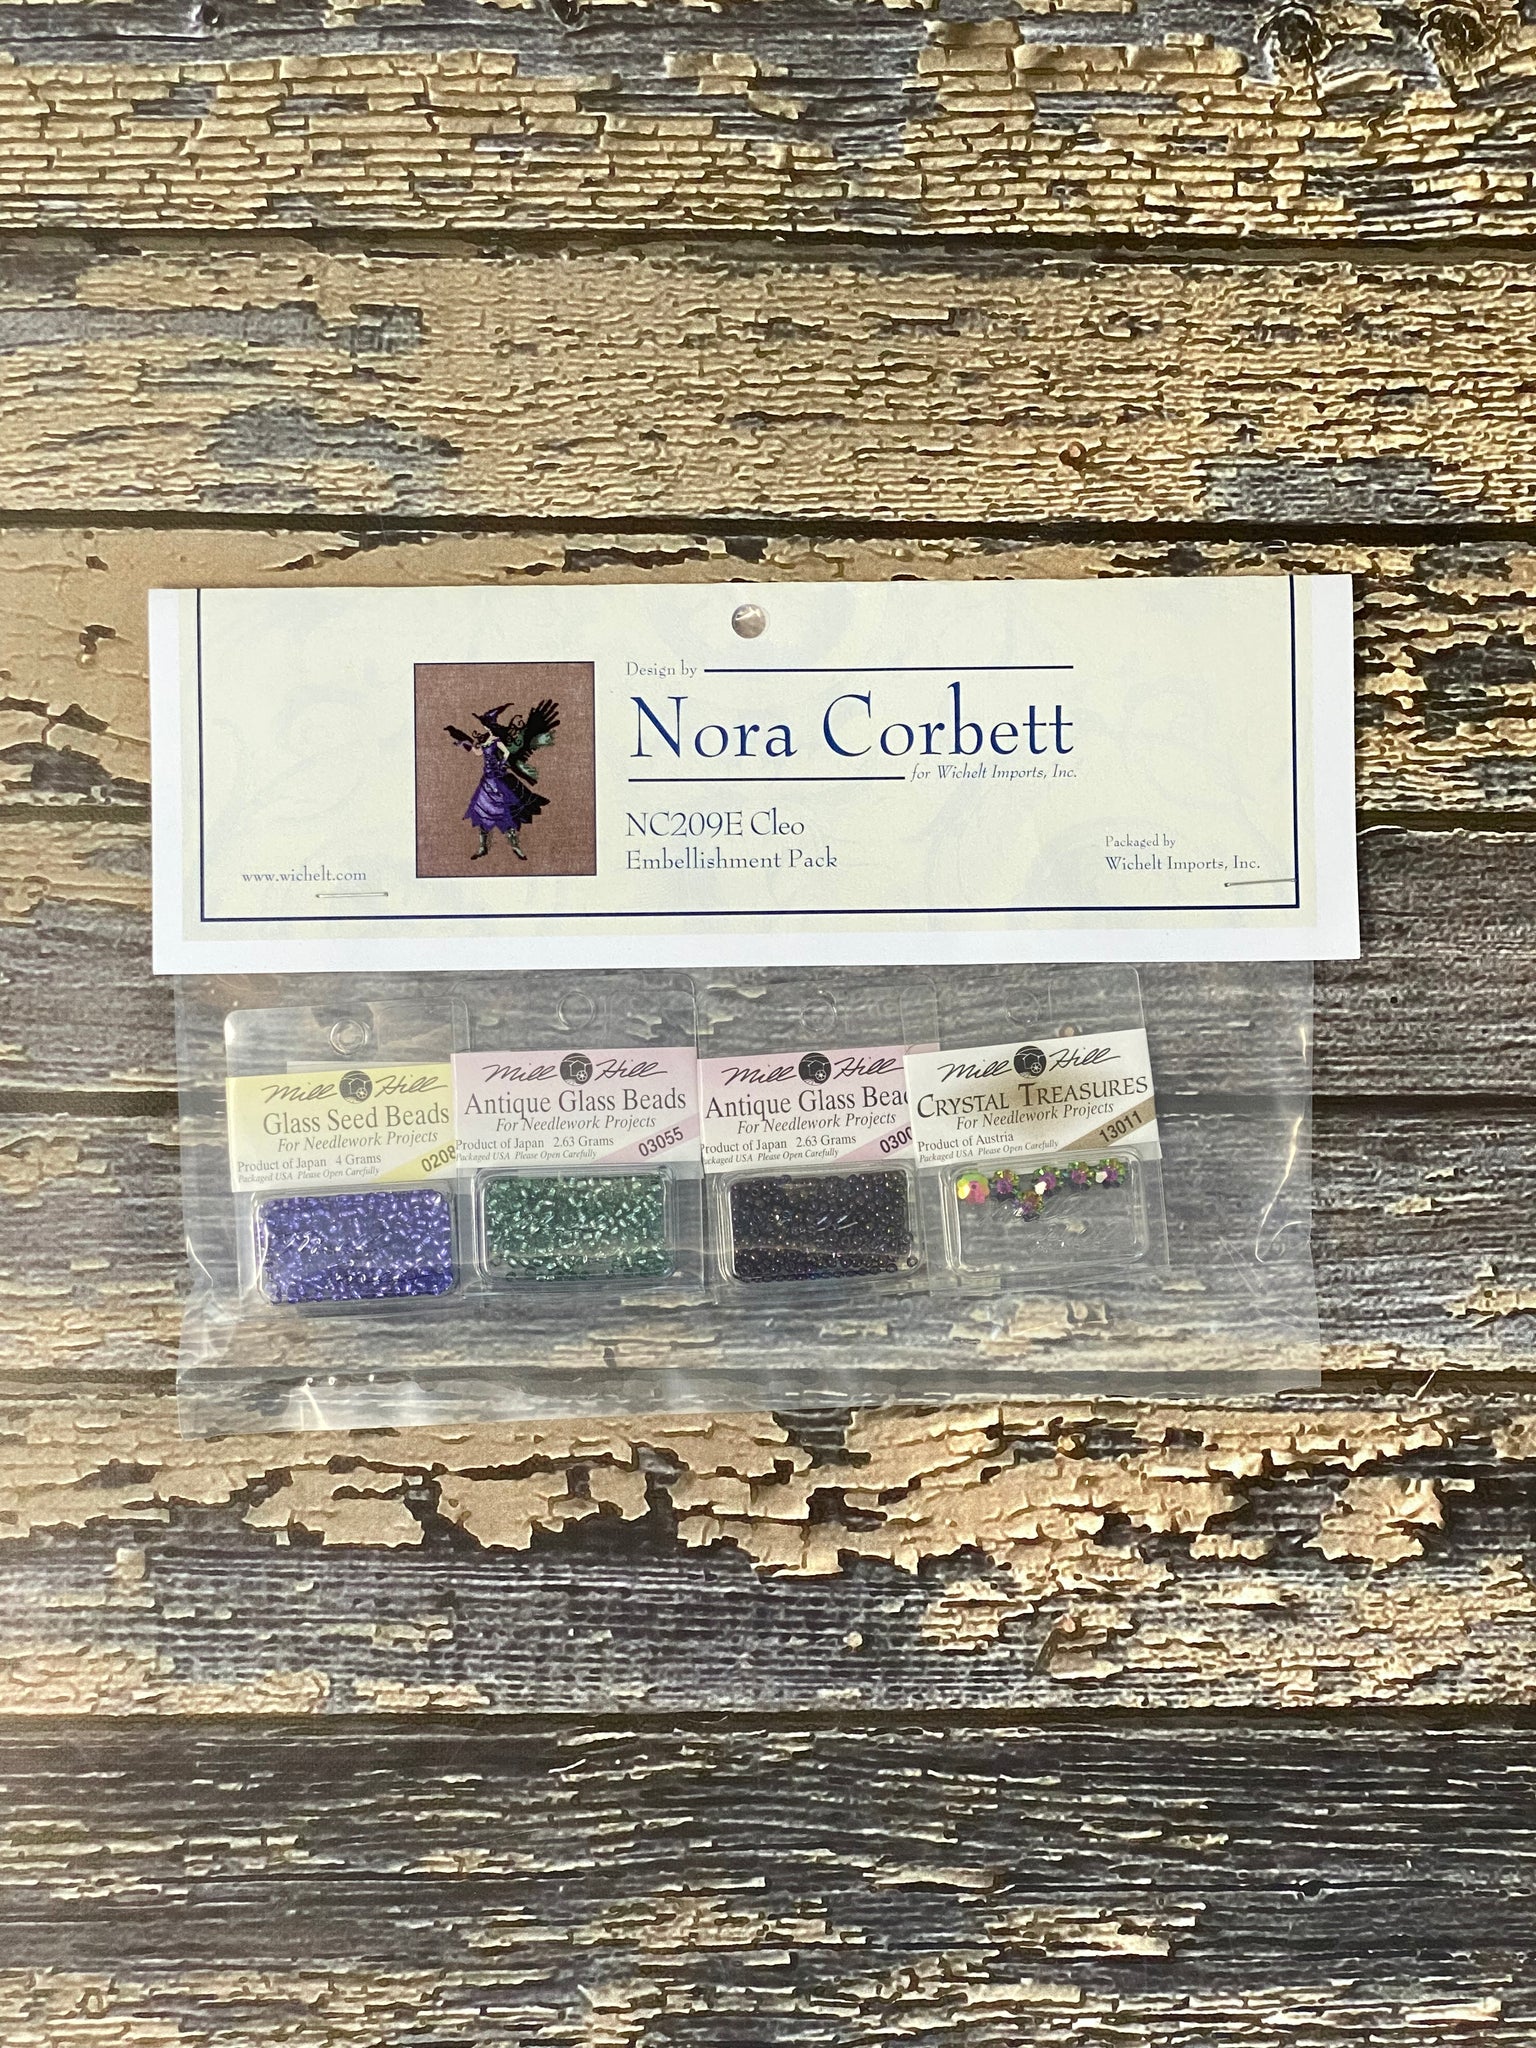 Design by
Nora Corbett
for Wichelt Imports, Inc.
NC209E Cleo
Embellishment Pack
www.wichelt.com
Packaged by
Wichelt Imports, Inc.
Mill Hill
Glass Seed Beads
For Needlework Projects
Product of Japan 4 Grams
Packaged USA Please Open Carefully
Mill Hill
Antique Glass Beads
For Needlework Projects
Product of Japan 2.63 Grams
Packaged USA Please Open Carefully
03055
Mill Hill
Antique Glass
For Needlework Projects
Product of Japan 2.63 Grams
USA Please Open Carefully
Mill Hill
CRYSTAL TREASURES
For Needlework Projects
Product of Austria
Packaged USA Please Open Carefully
13011